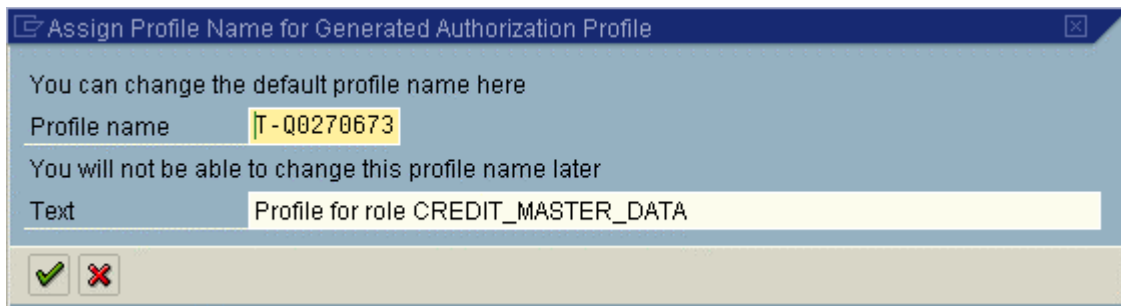 Assign Profile Name for Generated Authorization Profile
You can change the default profile name here
Profile name T-Q0270673
You will not be able to change this profile name later
Text Profile for role CREDIT_MASTER_DATA